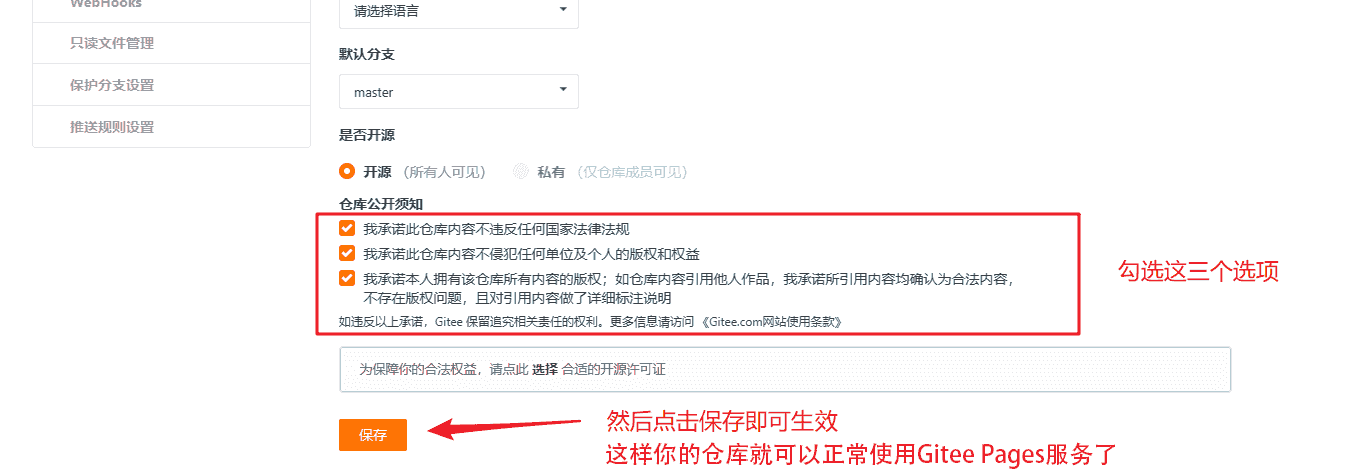 WebHooks
请选择语言
只读文件管理
默认分支
保护分支设置
master
推送规则设置
是否开源
开源 （所有人可见） 私有 （仅仓库成员可见）
仓库公开须知
我承诺此仓库内容不违反任何国家法律法规
我承诺此仓库内容不侵犯任何单位及个人的版权和权益
我承诺本人拥有该仓库所有内容的版权；如仓库内容引用他人作品，我承诺所引用内容均确认为合法内容，
不存在版权问题，且对引用内容做了详细标注说明
如违反以上承诺，Gitee 保留追究相关责任的权利。更多信息请访问 《Gitee.com网站使用条款》
勾选这三个选项
为保障你的合法权益，请点此 选择 合适的开源许可证
保存
然后点击保存即可生效
这样你的仓库就可以正常使用Gitee Pages服务了